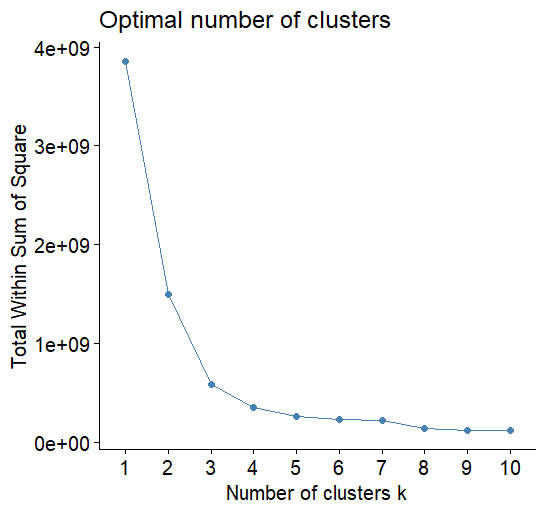 Optimal number of clusters
Total Within Sum of Square
4e+09
3e+09
2e+09
1e+09
0e+00
1 2 3 4 5 6 7 8 9 10
Number of clusters k